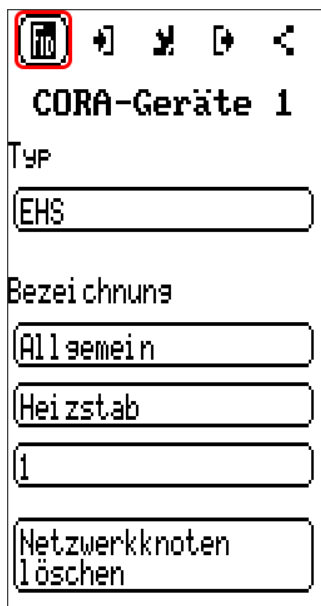 CORA-Geräte 1
Typ
EHS
Bezeichnung
Allgemein
Heizstab
1
Netzwerkknoten
löschen